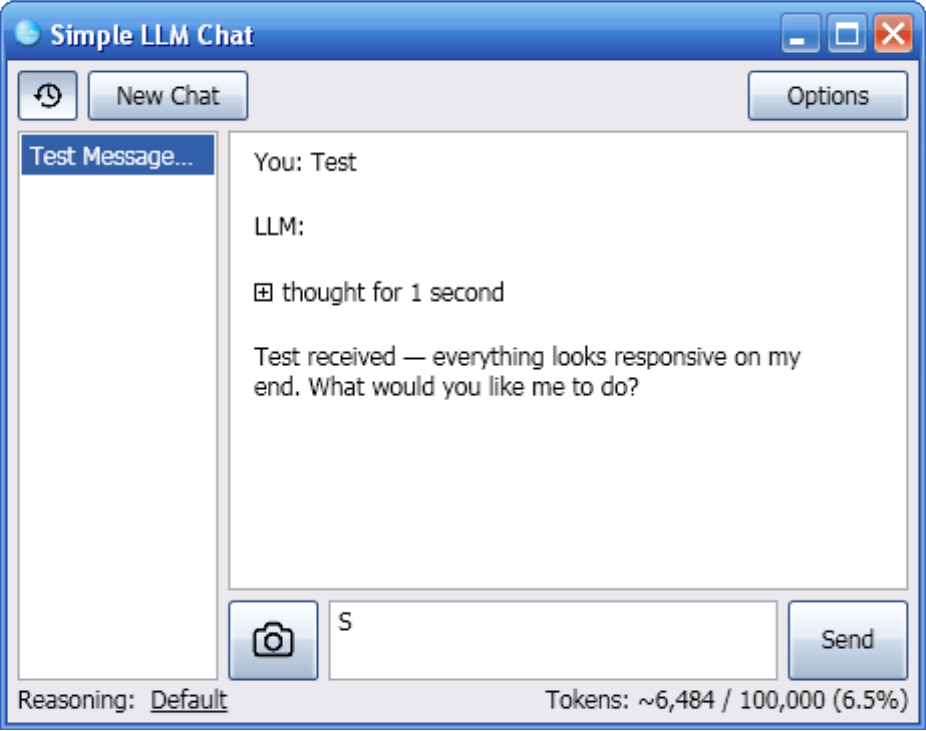 Simple LLM Chat
New Chat
Options
Test Message...
You: Test
LLM:
thought for 1 second
Test received — everything looks responsive on my
end. What would you like me to do?
S
Send
Reasoning: Default
Tokens: ~6,484 / 100,000 (6.5%)